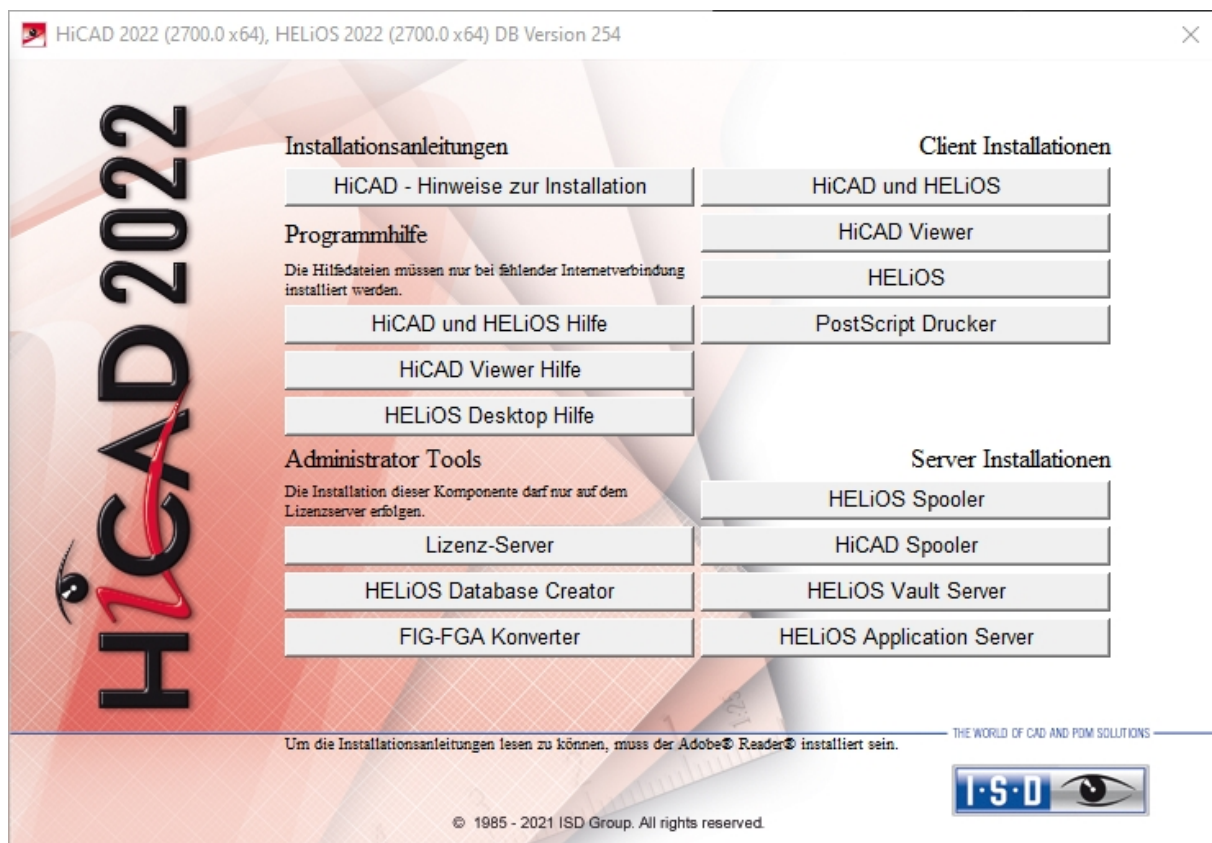 HiCAD 2022 (2700.0 x64), HELiOS 2022 (2700.0 x64) DB Version 254
HiCAD 2022
Installationsanleitungen
HiCAD - Hinweise zur Installation
Programmhilfe
Die Hilfedateien müssen nur bei fehlender Internetverbindung
installiert werden.
HiCAD und HELiOS Hilfe
HiCAD Viewer Hilfe
HELiOS Desktop Hilfe
Administrator Tools
Die Installation dieser Komponente darf nur auf dem
Lizenzserver erfolgen.
Lizenz-Server
HELiOS Database Creator
FIG-FGA Konverter
Client Installationen
HiCAD und HELiOS
HiCAD Viewer
HELiOS
PostScript Drucker
Server Installationen
HELiOS Spooler
HiCAD Spooler
HELiOS Vault Server
HELiOS Application Server
Um die Installationsanleitungen lesen zu können, muss der Adobe® Reader® installiert sein.
THE WORLD OF CAD AND PDM SOLUTIONS
I·S·D
© 1985 - 2021 ISD Group. All rights reserved.